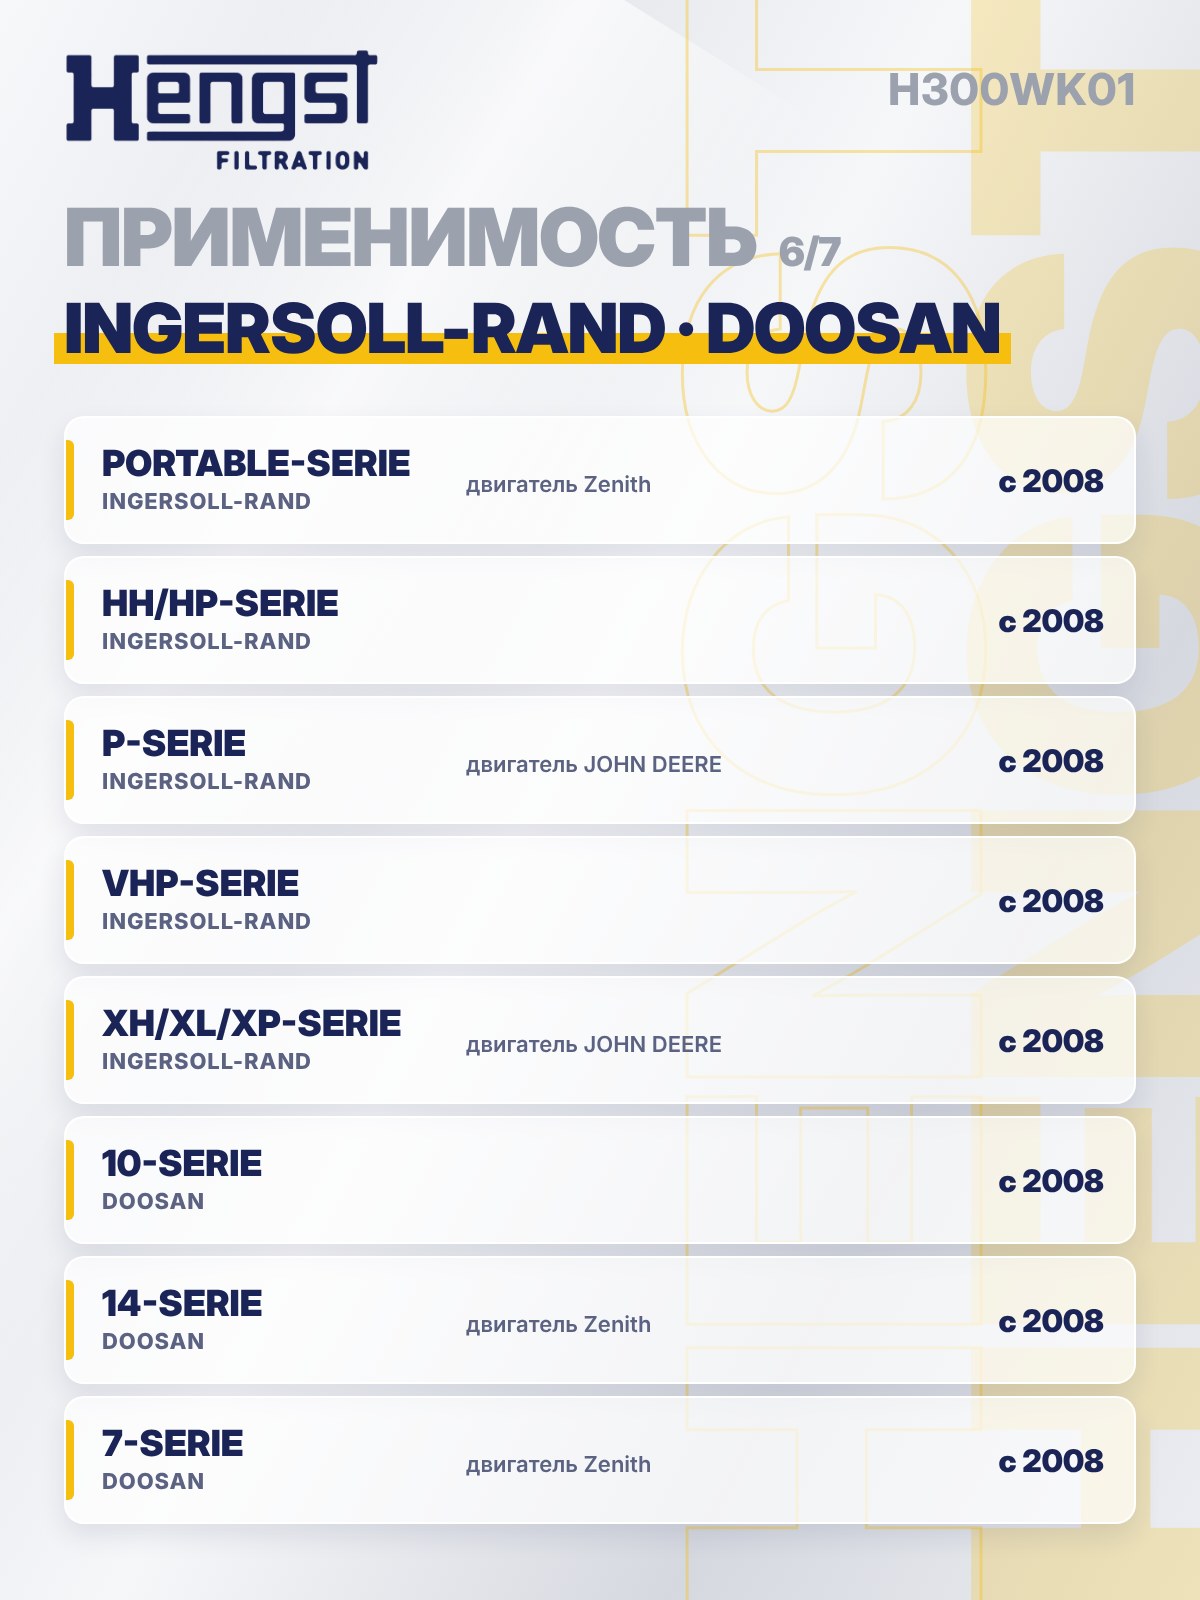 Hengst
FILTRATION
H300WK01
ПРИМЕНИМОСТЬ 6/7
INGERSOLL-RAND · DOOSAN
PORTABLE-SERIE
INGERSOLL-RAND
двигатель Zenith
с 2008
HH/HP-SERIE
INGERSOLL-RAND
с 2008
P-SERIE
INGERSOLL-RAND
двигатель JOHN DEERE
с 2008
VHP-SERIE
INGERSOLL-RAND
с 2008
XH/XL/XP-SERIE
INGERSOLL-RAND
двигатель JOHN DEERE
с 2008
10-SERIE
DOOSAN
с 2008
14-SERIE
DOOSAN
двигатель Zenith
с 2008
7-SERIE
DOOSAN
двигатель Zenith
с 2008
HENGST
HENGST